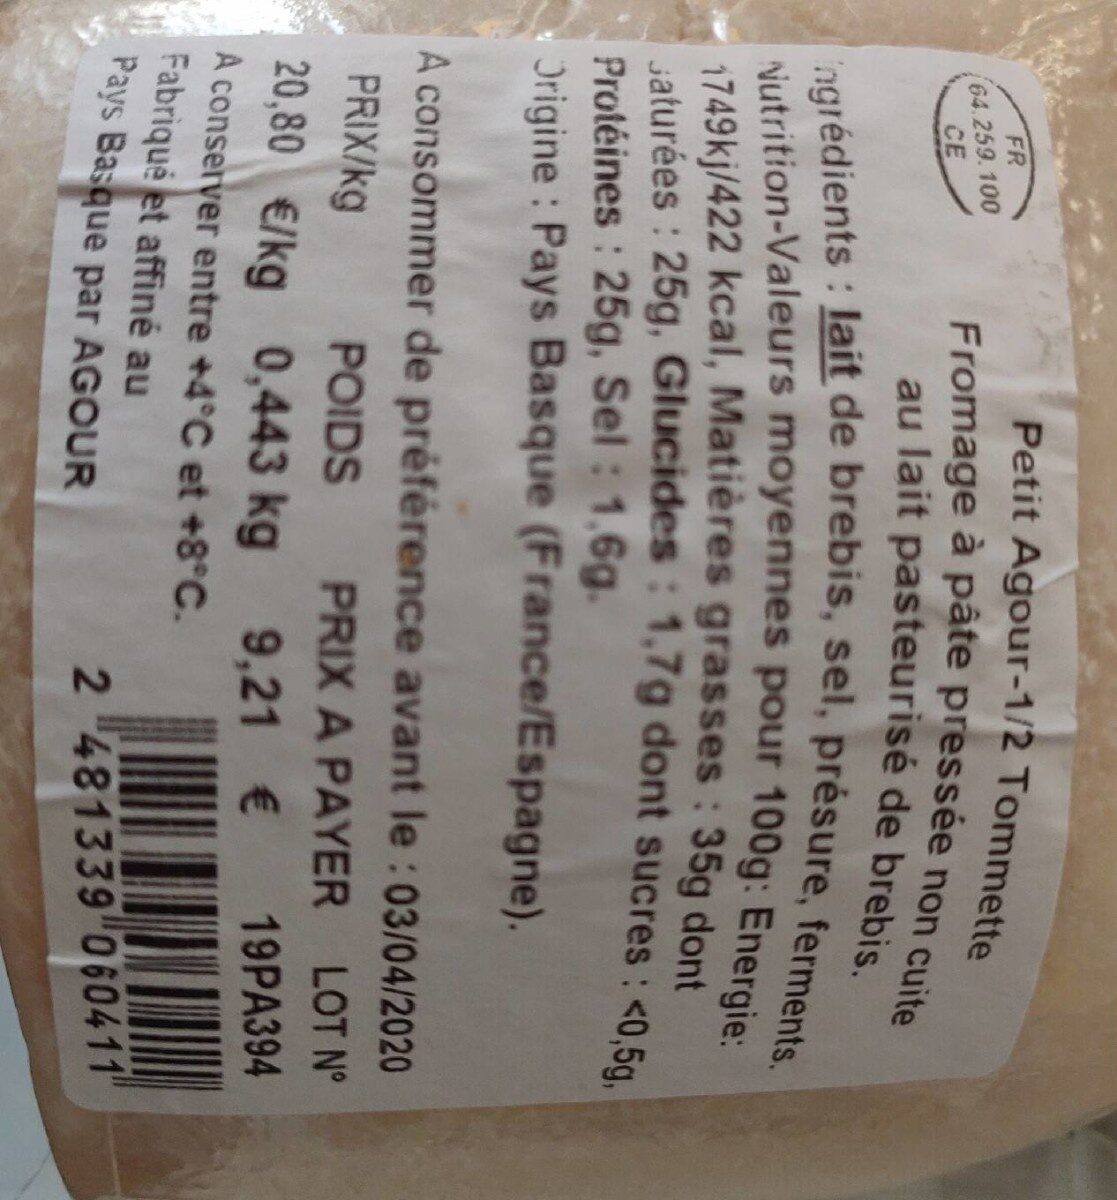 FR
64.259.100
CE
Petit Agour-1/2 Tommette
Fromage à pâte pressée non cuite
au lait pasteurisé de brebis.
ingrédients : lait de brebis, sel, présure, ferments.
Nutrition-Valeurs moyennes pour 100g: Energie:
1749kj/422 kcal, Matières grasses : 35g dont
saturées : 25g, Glucides : 1,7g dont sucres : <0,5g,
Protéines : 25g, Sel : 1,6g.
Origine : Pays Basque (France/Espagne).
A consommer de préférence avant le : 03/04/2020
PRIX/kg POIDS PRIX A PAYER LOT N°
20,80 €/kg 0,443 kg 9,21 € 19PA394
A conserver entre +4°C et +8°C.
Fabriqué et affiné au
Pays Basque par AGOUR
2 481339 060411